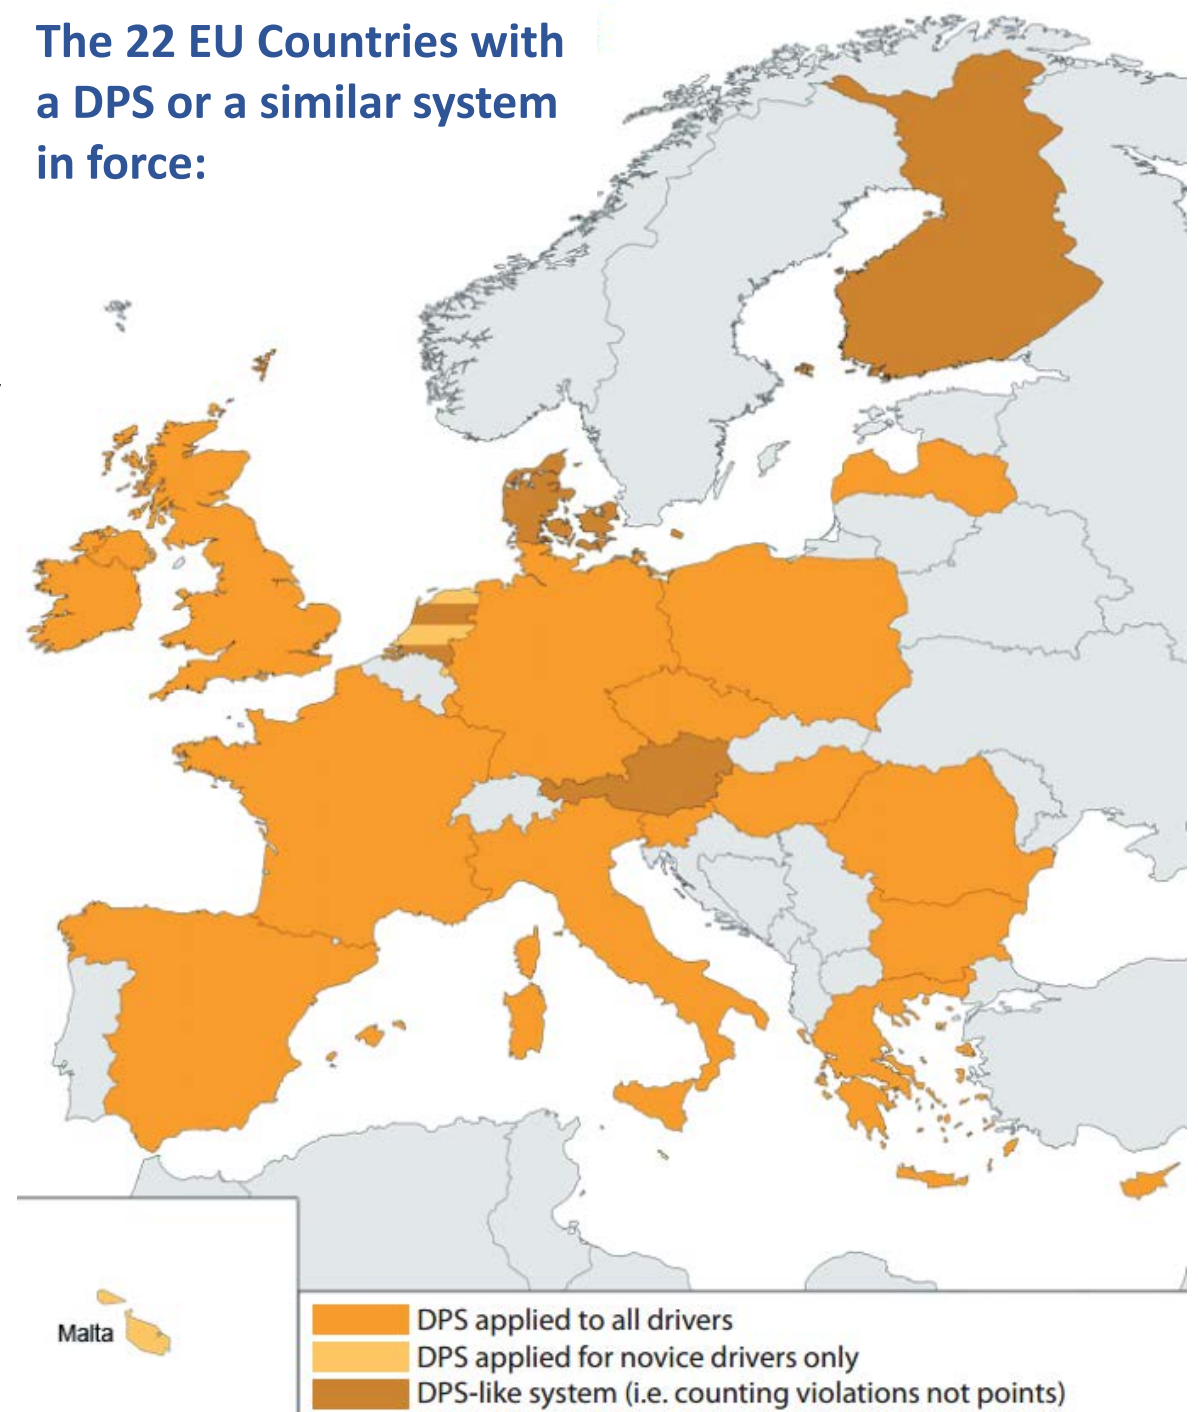 The 22 EU Countries with
a DPS or a similar system
in force:
Malta
DPS applied to all drivers
DPS applied for novice drivers only
DPS-like system (i.e. counting violations not points)